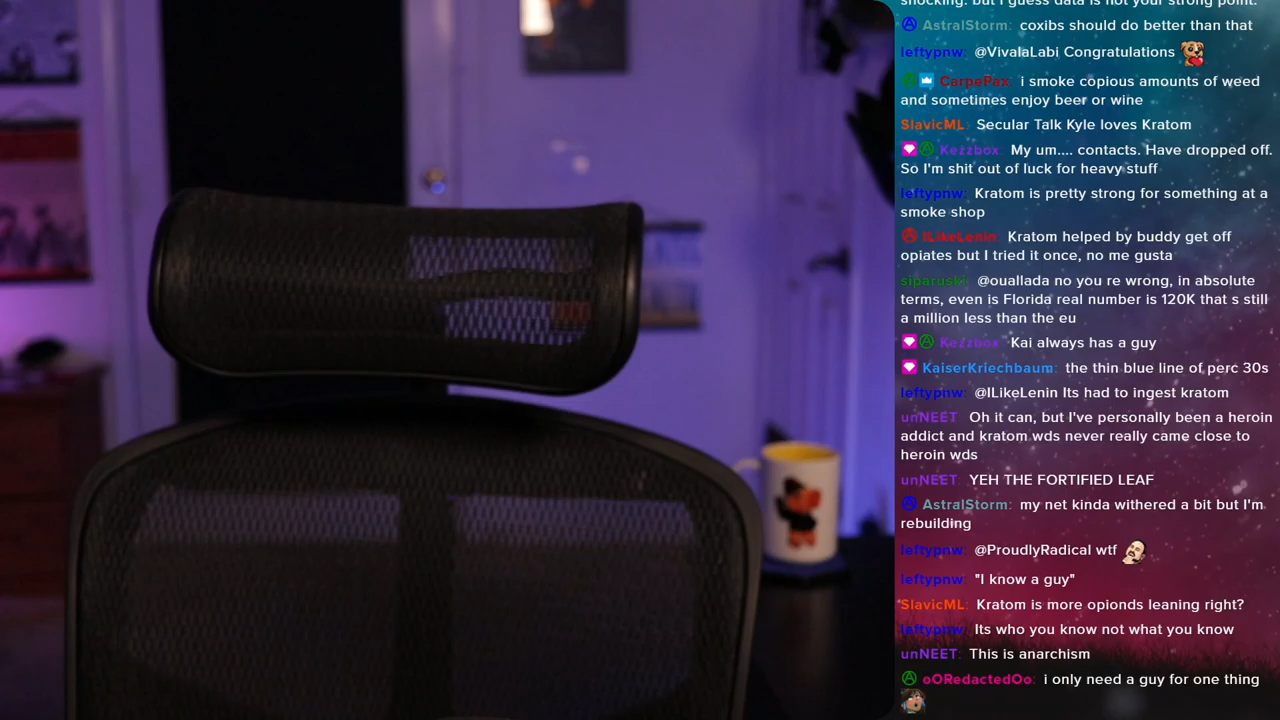 shocking. but I guess data is not your strong point.
AstralStorm: coxibs should do better than that
leftypnw: @VivalaLabi Congratulations
CarpePax: i smoke copious amounts of weed
and sometimes enjoy beer or wine
SlavicML: Secular Talk Kyle loves Kratom
Kezzbox: My um.... contacts. Have dropped off.
So I'm shit out of luck for heavy stuff
leftypnw: Kratom is pretty strong for something at a
smoke shop
ILikeLenin: Kratom helped by buddy get off
opiates but I tried it once, no me gusta
siparuski: @ouallada no you re wrong, in absolute
terms, even is Florida real number is 120K that s still
a million less than the eu
Kezzbox: Kai always has a guy
KaiserKriechbaum: the thin blue line of perc 30s
leftypnw: @ILikeLenin Its had to ingest kratom
unNEET: Oh it can, but I've personally been a heroin
addict and kratom wds never really came close to
heroin wds
unNEET: YEH THE FORTIFIED LEAF
AstralStorm: my net kinda withered a bit but I'm
rebuilding
leftypnw: @ProudlyRadical wtf
leftypnw: "I know a guy"
SlavicML: Kratom is more opionds leaning right?
leftypnw: Its who you know not what you know
unNEET: This is anarchism
oORedactedOo: i only need a guy for one thing